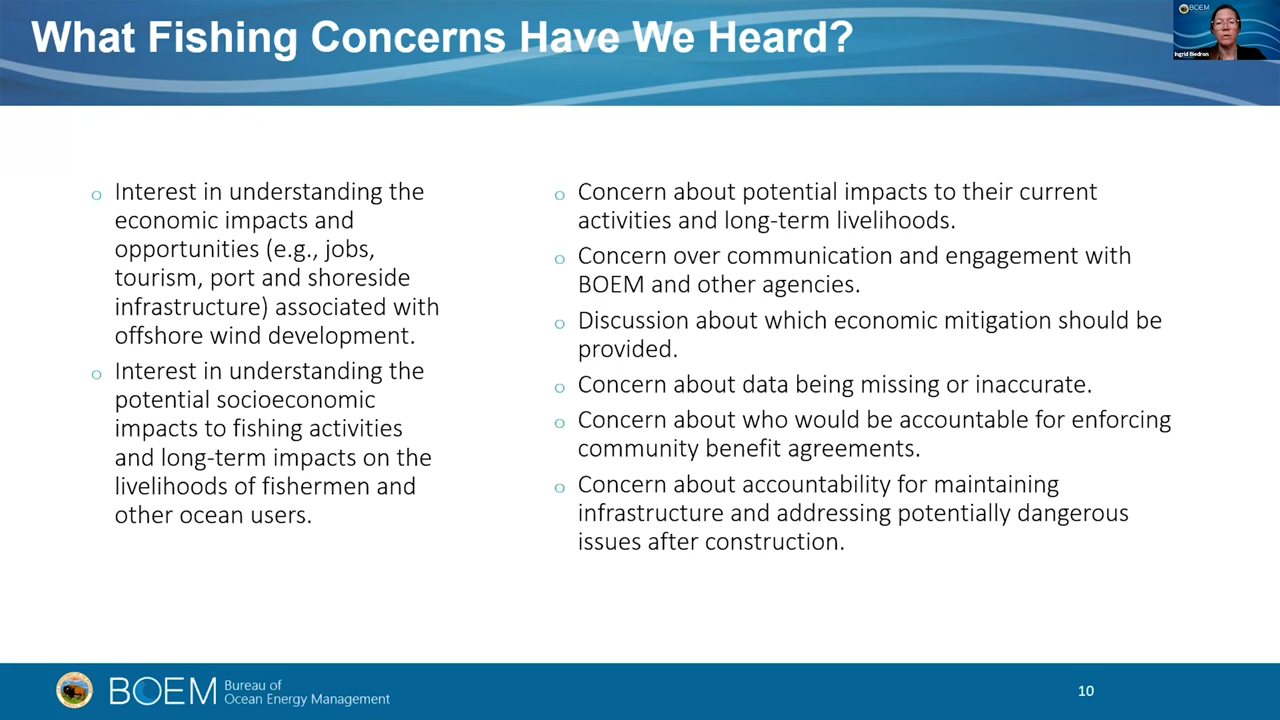 What Fishing Concerns Have We Heard?
BOEM
Ingrid Biedron
o Interest in understanding the
economic impacts and
opportunities (e.g., jobs,
tourism, port and shoreside
infrastructure) associated with
offshore wind development.
o Interest in understanding the
potential socioeconomic
impacts to fishing activities
and long-term impacts on the
livelihoods of fishermen and
other ocean users.
o Concern about potential impacts to their current
activities and long-term livelihoods.
o Concern over communication and engagement with
BOEM and other agencies.
o Discussion about which economic mitigation should be
provided.
o Concern about data being missing or inaccurate.
o Concern about who would be accountable for enforcing
community benefit agreements.
o Concern about accountability for maintaining
infrastructure and addressing potentially dangerous
issues after construction.
BOEM
Bureau of
Ocean Energy Management
10